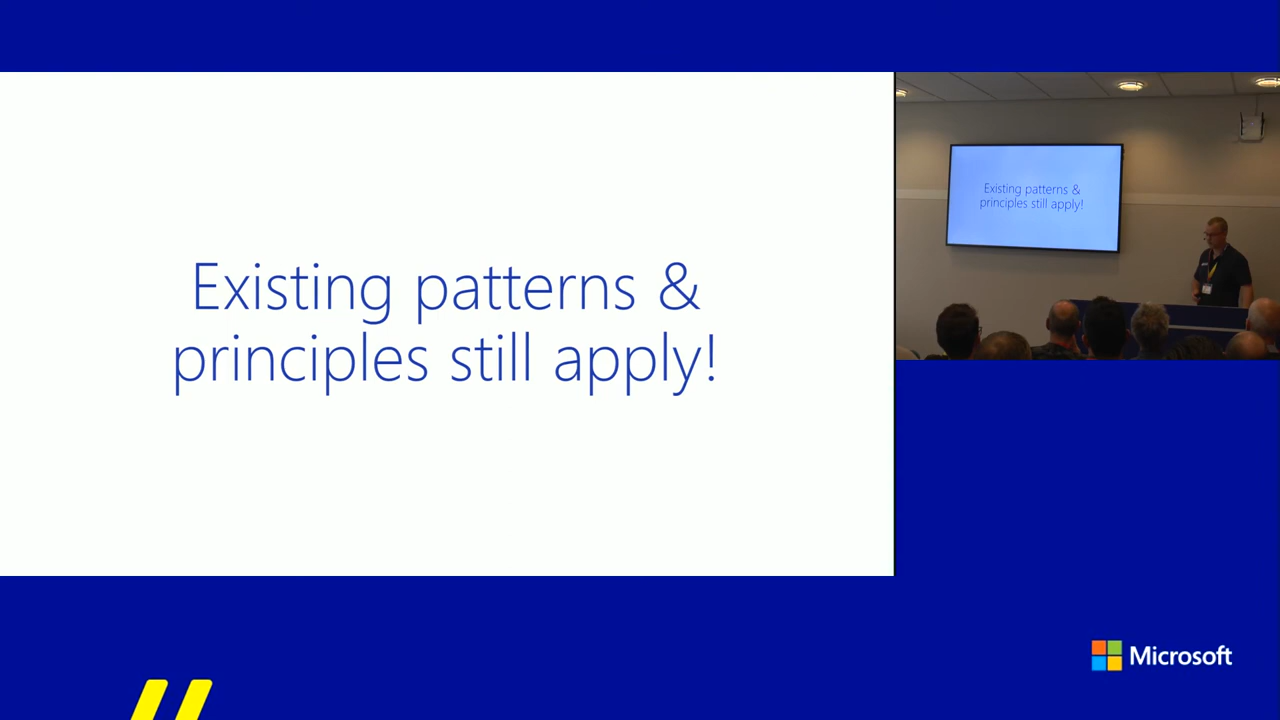 Existing patterns &
principles still apply!
Existing patterns &
principles still apply!
Microsoft